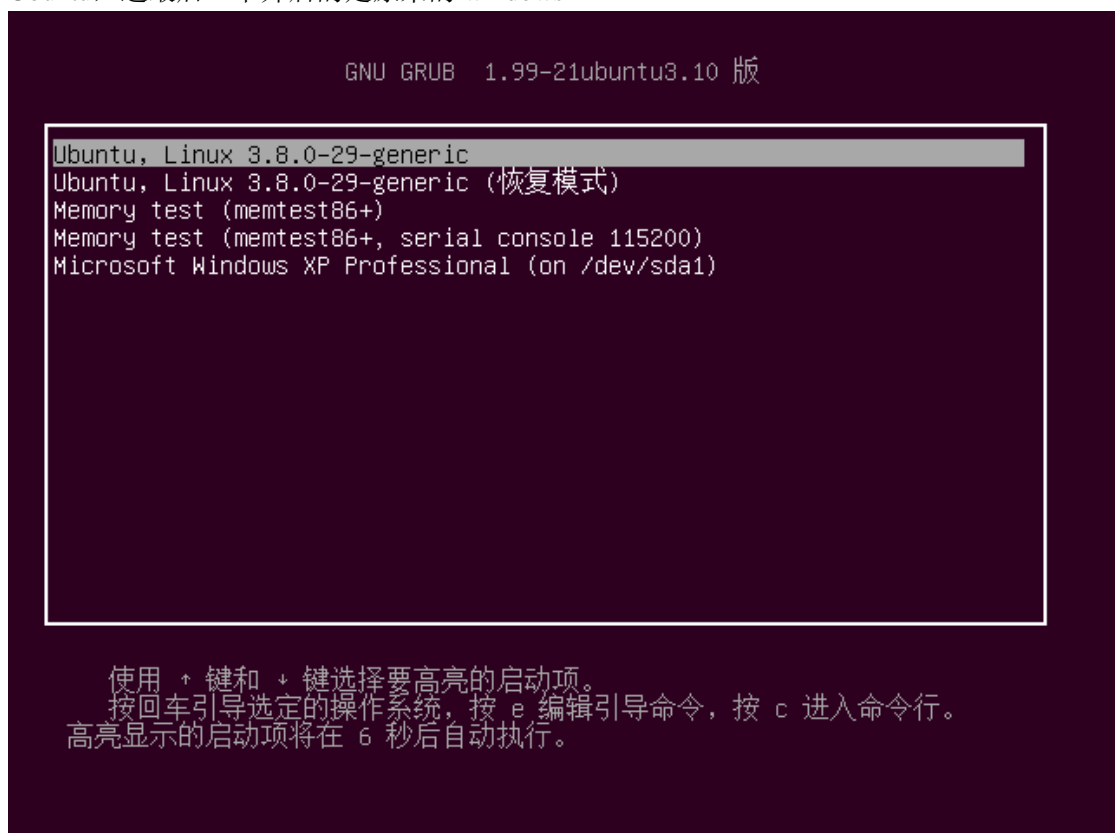 GNU GRUB 1.99-21ubuntu3.10 版
Ubuntu, Linux 3.8.0-29-generic
Ubuntu, Linux 3.8.0-29-generic (恢复模式)
Memory test (memtest86+)
Memory test (memtest86+, serial console 115200)
Microsoft Windows XP Professional (on /dev/sda1)
使用 ↑ 键和 ↓ 键选择要高亮的启动项。
按回车引导选定的操作系统, 按 e 编辑引导命令, 按 c 进入命令行。
高亮显示的启动项将在 6 秒后自动执行。